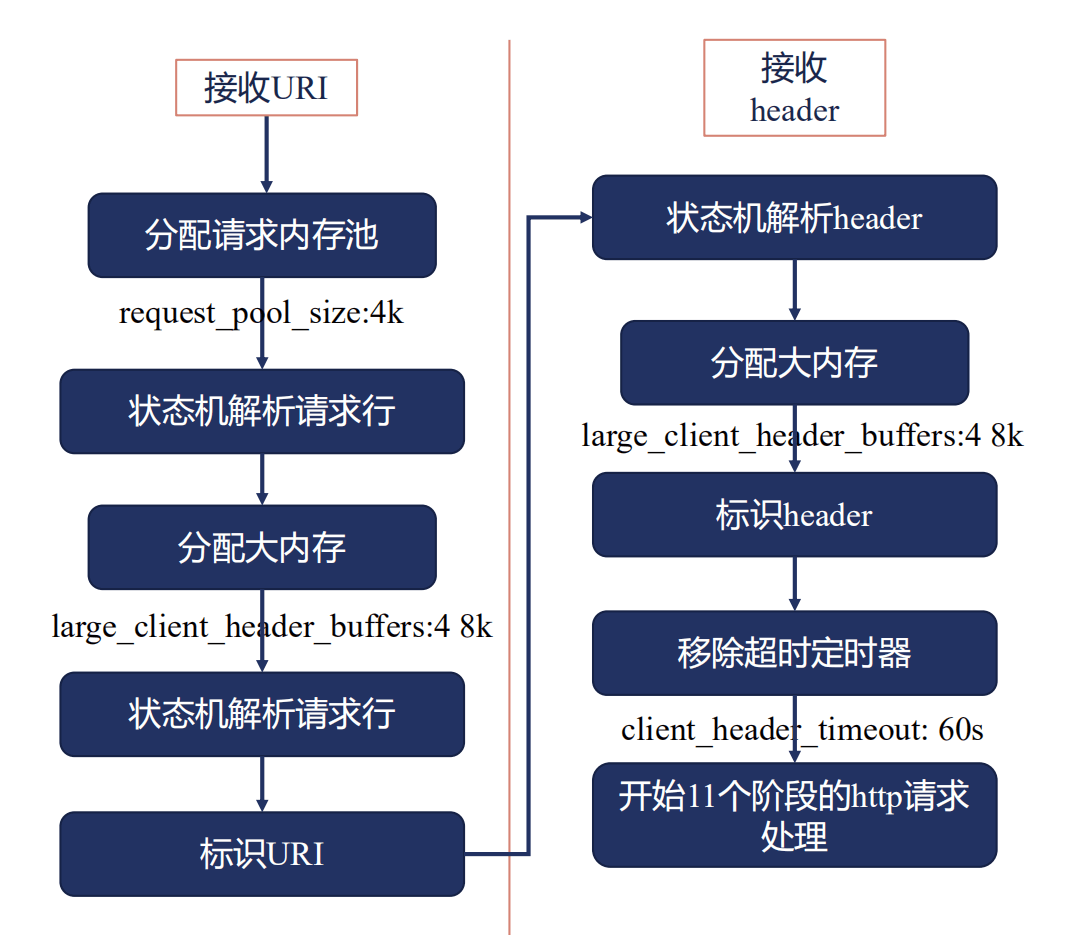 接收URI
分配请求内存池
request_pool_size:4k
状态机解析请求行
分配大内存
large_client_header_buffers:4 8k
状态机解析请求行
标识URI
接收
header
状态机解析header
分配大内存
large_client_header_buffers:4 8k
标识header
移除超时定时器
client_header_timeout: 60s
开始11个阶段的http请求
处理